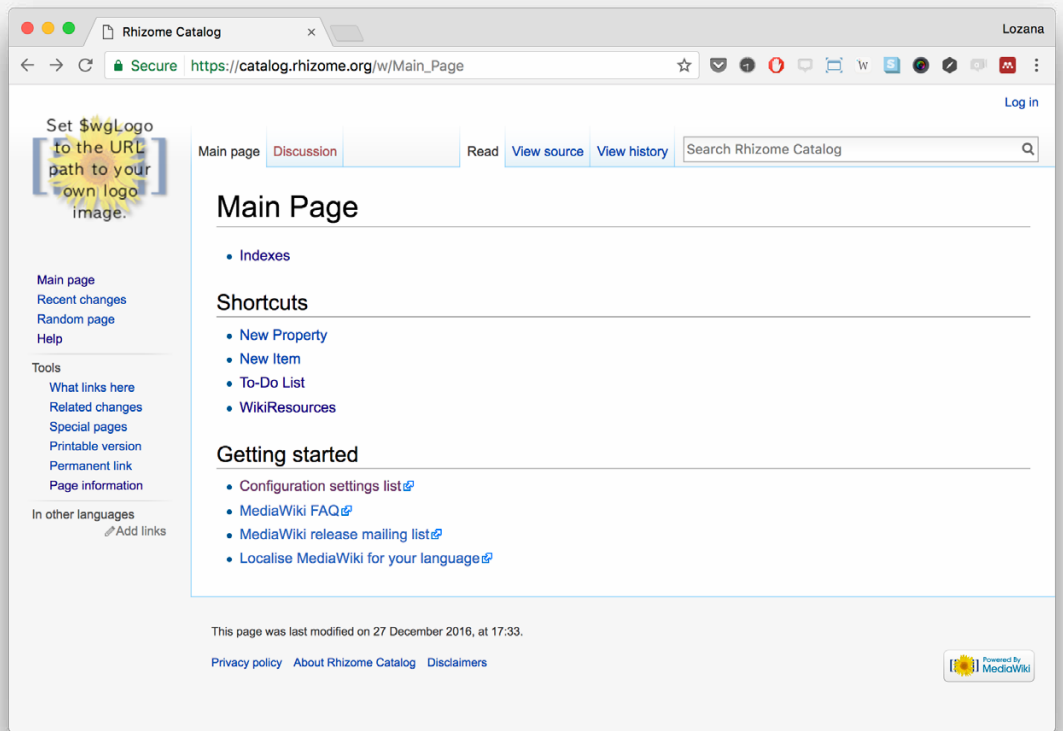 Rhizome Catalog
Lozana
Secure https://catalog.rhizome.org/w/Main_Page
W S
Log in
Set $wgLogo
to the URL
path to your
own logo
image.
Main page Discussion Read View source View history Search Rhizome Catalog
Main Page
Indexes
Shortcuts
New Property
New Item
To-Do List
WikiResources
Getting started
Configuration settings list
MediaWiki FAQ
MediaWiki release mailing list
Localise MediaWiki for your language
Main page
Recent changes
Random page
Help
Tools
What links here
Related changes
Special pages
Printable version
Permanent link
Page information
In other languages
Add links
This page was last modified on 27 December 2016, at 17:33.
Privacy policy About Rhizome Catalog Disclaimers
Powered By
MediaWiki